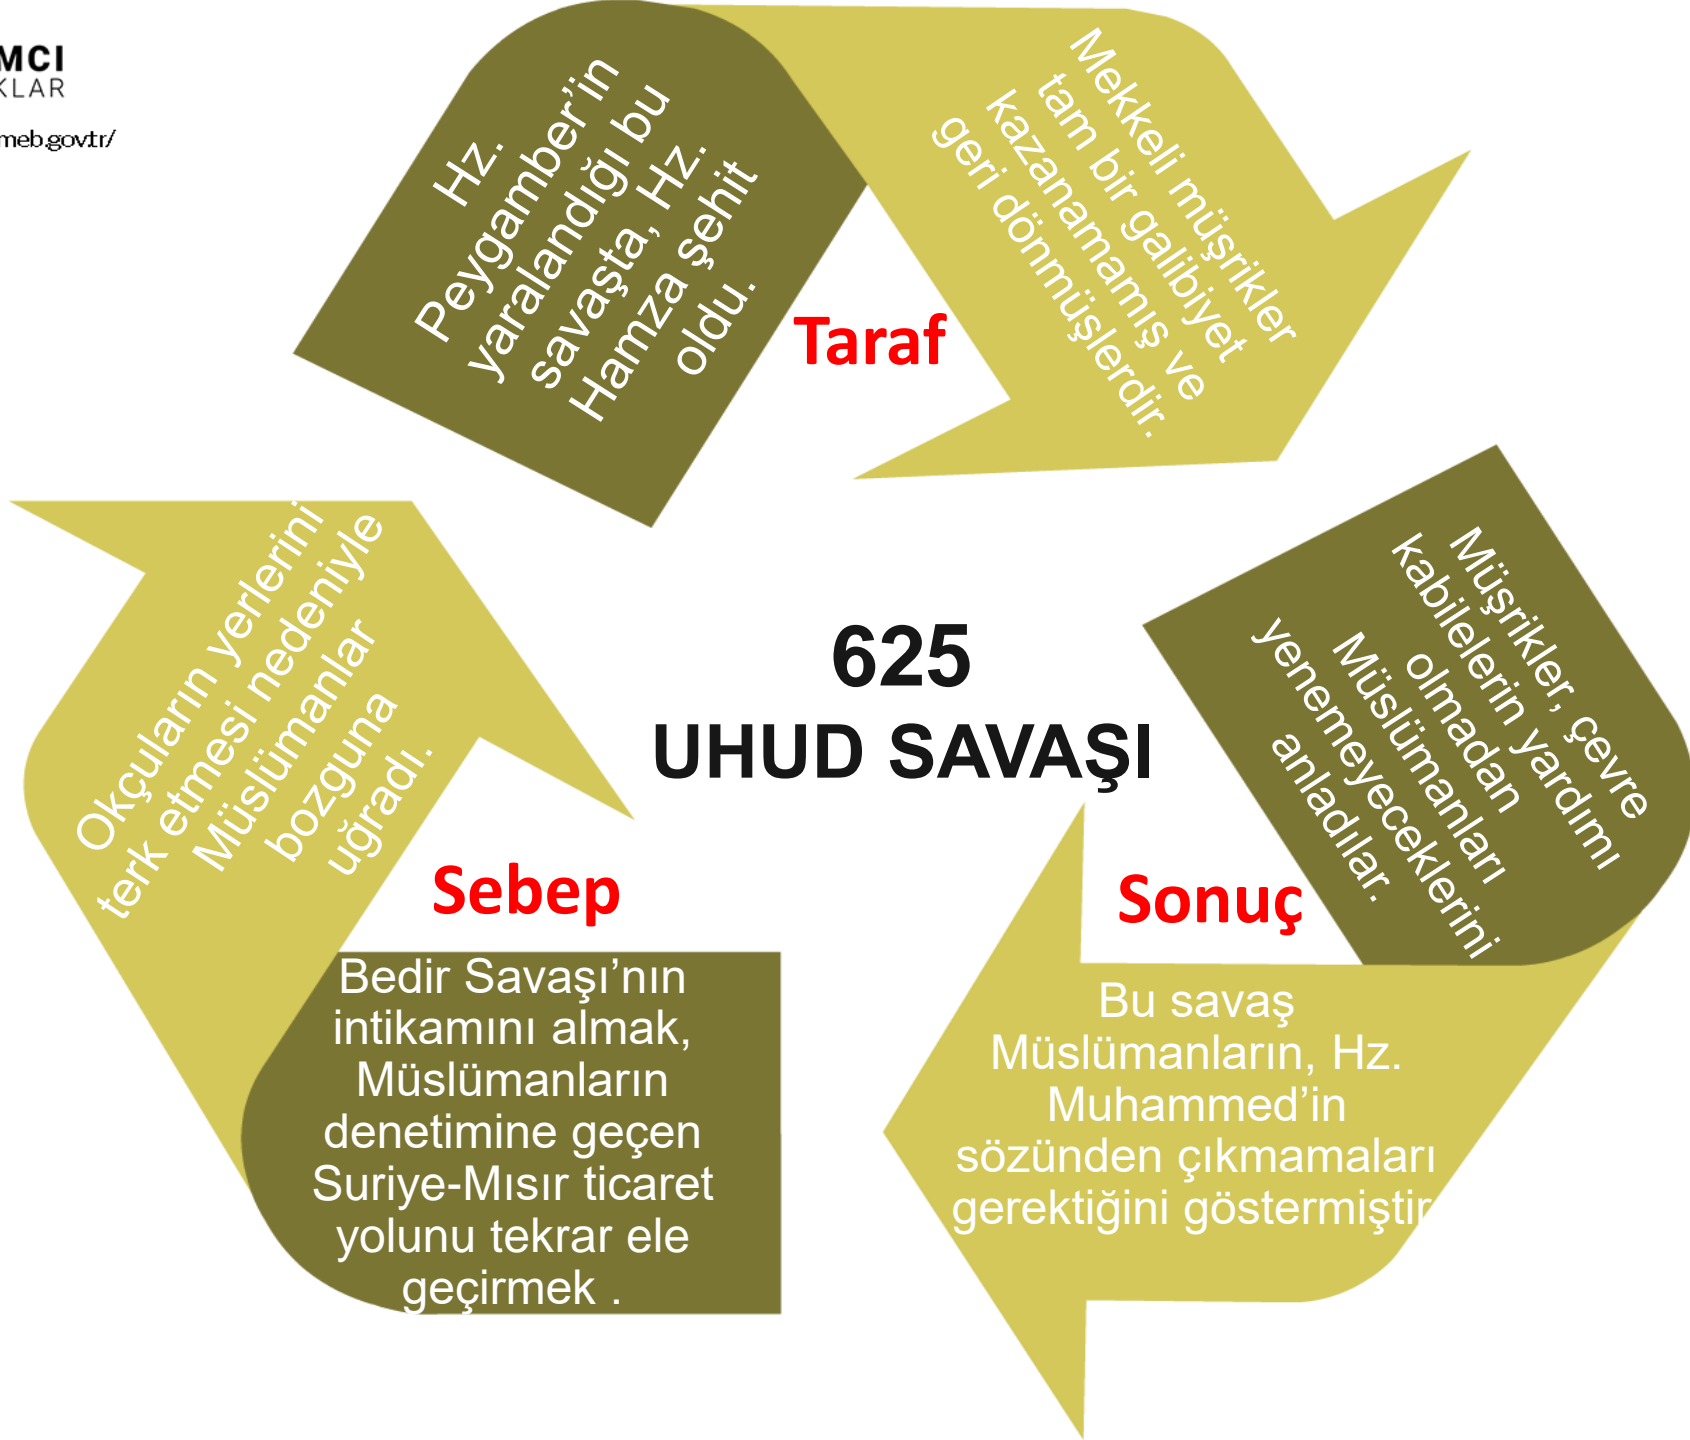 MCI
KLAR
meb.gov.tr/
Hz.
Peygamber’in
yaralandığı bu
savaşta, Hz.
Hamza şehit
oldu.
Mekkeli müşrikler
tam bir galibiyet
kazanamamış ve
geri dönmüşlerdir.
Taraf
Okçuların yerlerini
terk etmesi nedeniyle
Müslümanlar
bozguna
uğradı.
625
UHUD SAVAŞI
Müşrikler, çevre
kabilelerin yardımı
olmadan
Müslümanları
yenemeyeceklerini
anladılar.
Sebep
Sonuç
Bedir Savaşı’nın
intikamını almak,
Müslümanların
denetimine geçen
Suriye-Mısır ticaret
yolunu tekrar ele
geçirmek .
Bu savaş
Müslümanların, Hz.
Muhammed’in
sözünden çıkmamaları
gerektiğini göstermiştir